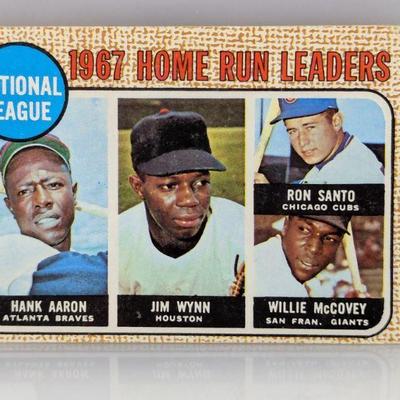 TIONAL
EAGUE
1967 HOME RUN LEADERS
HANK AARON
ATLANTA BRAVES
JIM WYNN
HOUSTON
RON SANTO
CHICAGO CUBS
WILLIE McCOVEY
SAN FRAN. GIANTS